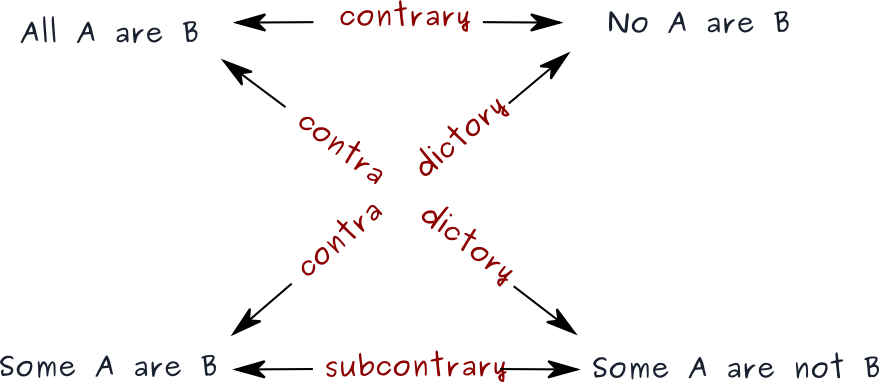 All A are B
contrary
No A are B
contra
dictory
contra
dictory
Some A are B
subcontrary
Some A are not B